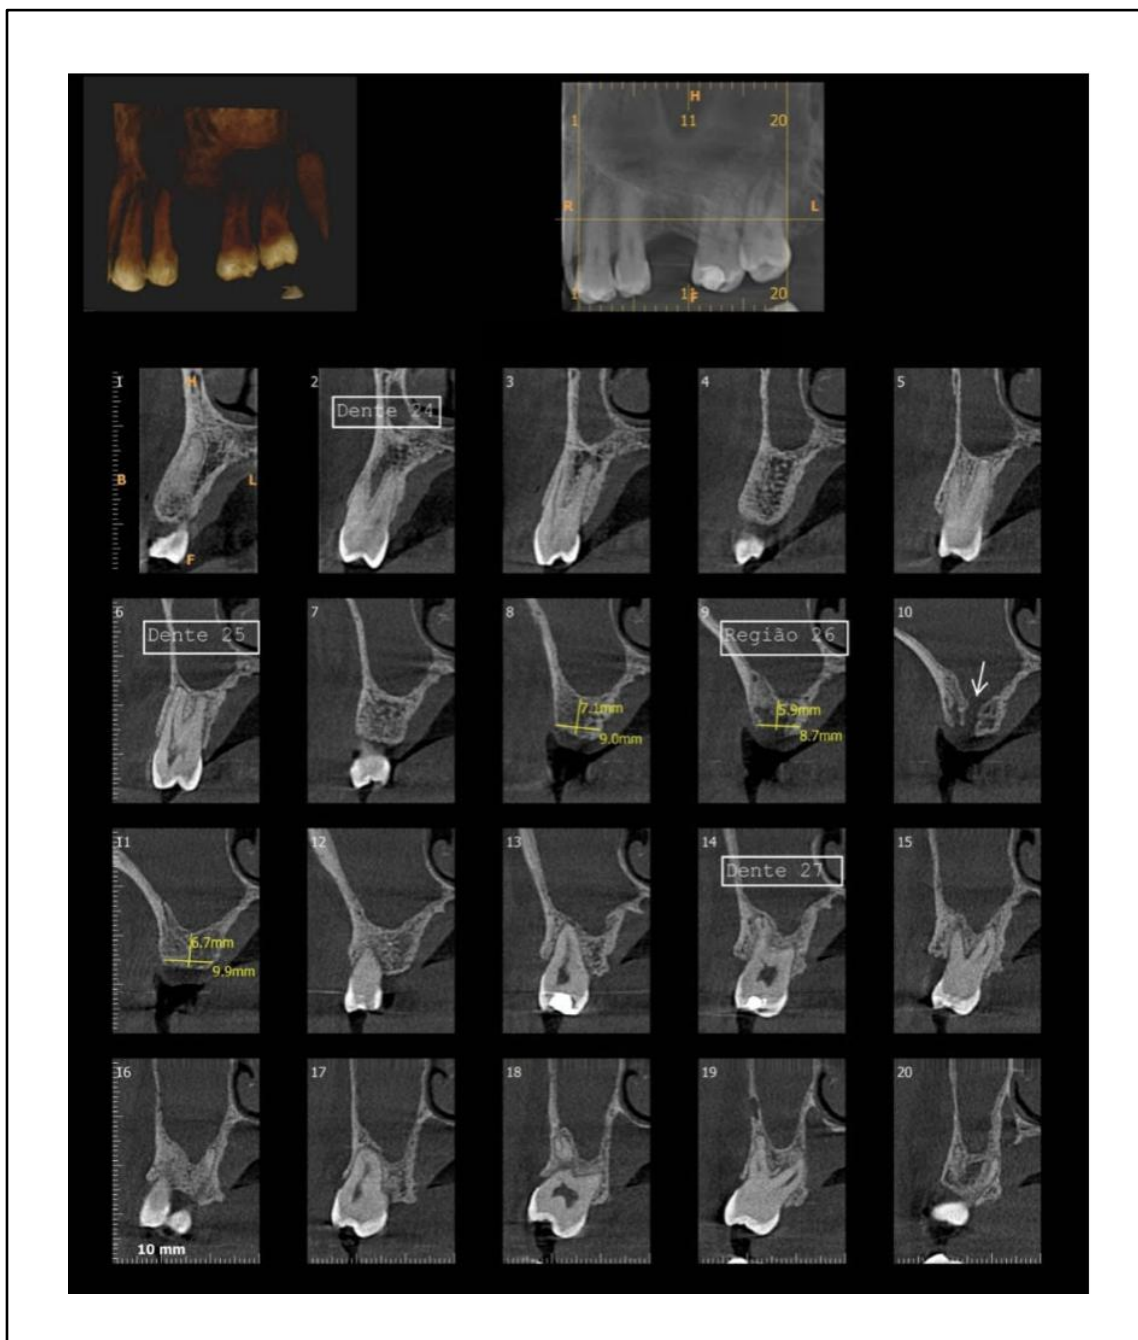 H
1 11 20
R L
1 11 20
F
1 H 2 3 4 5
Dente 24
B L
F
6 7 8 9 10
Dente 25 Região 26
7.1mm 5.9mm
9.0mm 8.7mm
11 12 13 14 15
Dente 27
6.7mm
9.9mm
16 17 18 19 20
10 mm